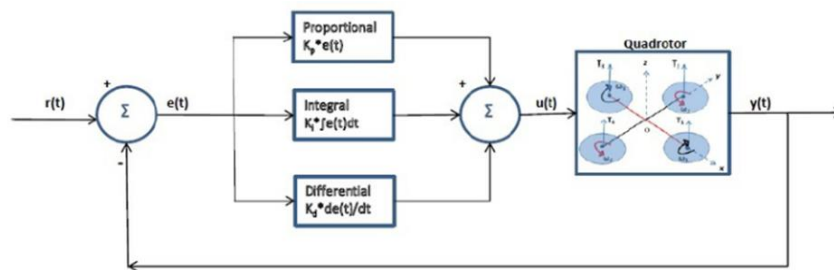 Proportional
Kp*e(t)
Quadrotor
r(t)
+
Σ
-
e(t)
Integral
Ki*∫e(t)dt
+
Σ
u(t)
z
y
o
x
y(t)
Differential
Kd*de(t)/dt